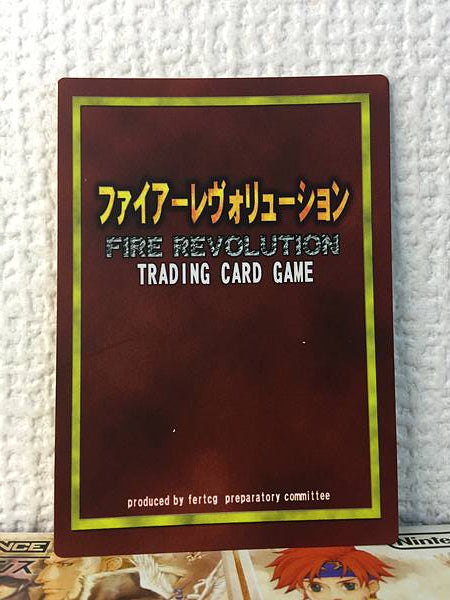 ファイアーレヴォリューション
FIRE REVOLUTION
TRADING CARD GAME
produced by fertcg preparatory committee